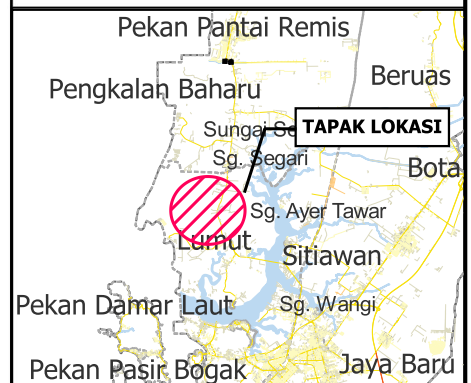 Pekan Pantai Remis
Beruas
Pengkalan Baharu
Sungai
TAPAK LOKASI
Sg. Segari
Bota
Sg. Ayer Tawar
Lumut
Sitiawan
Pekan Damar Laut
Sg. Wangi
Pekan Pasir Bogak
Jaya Baru